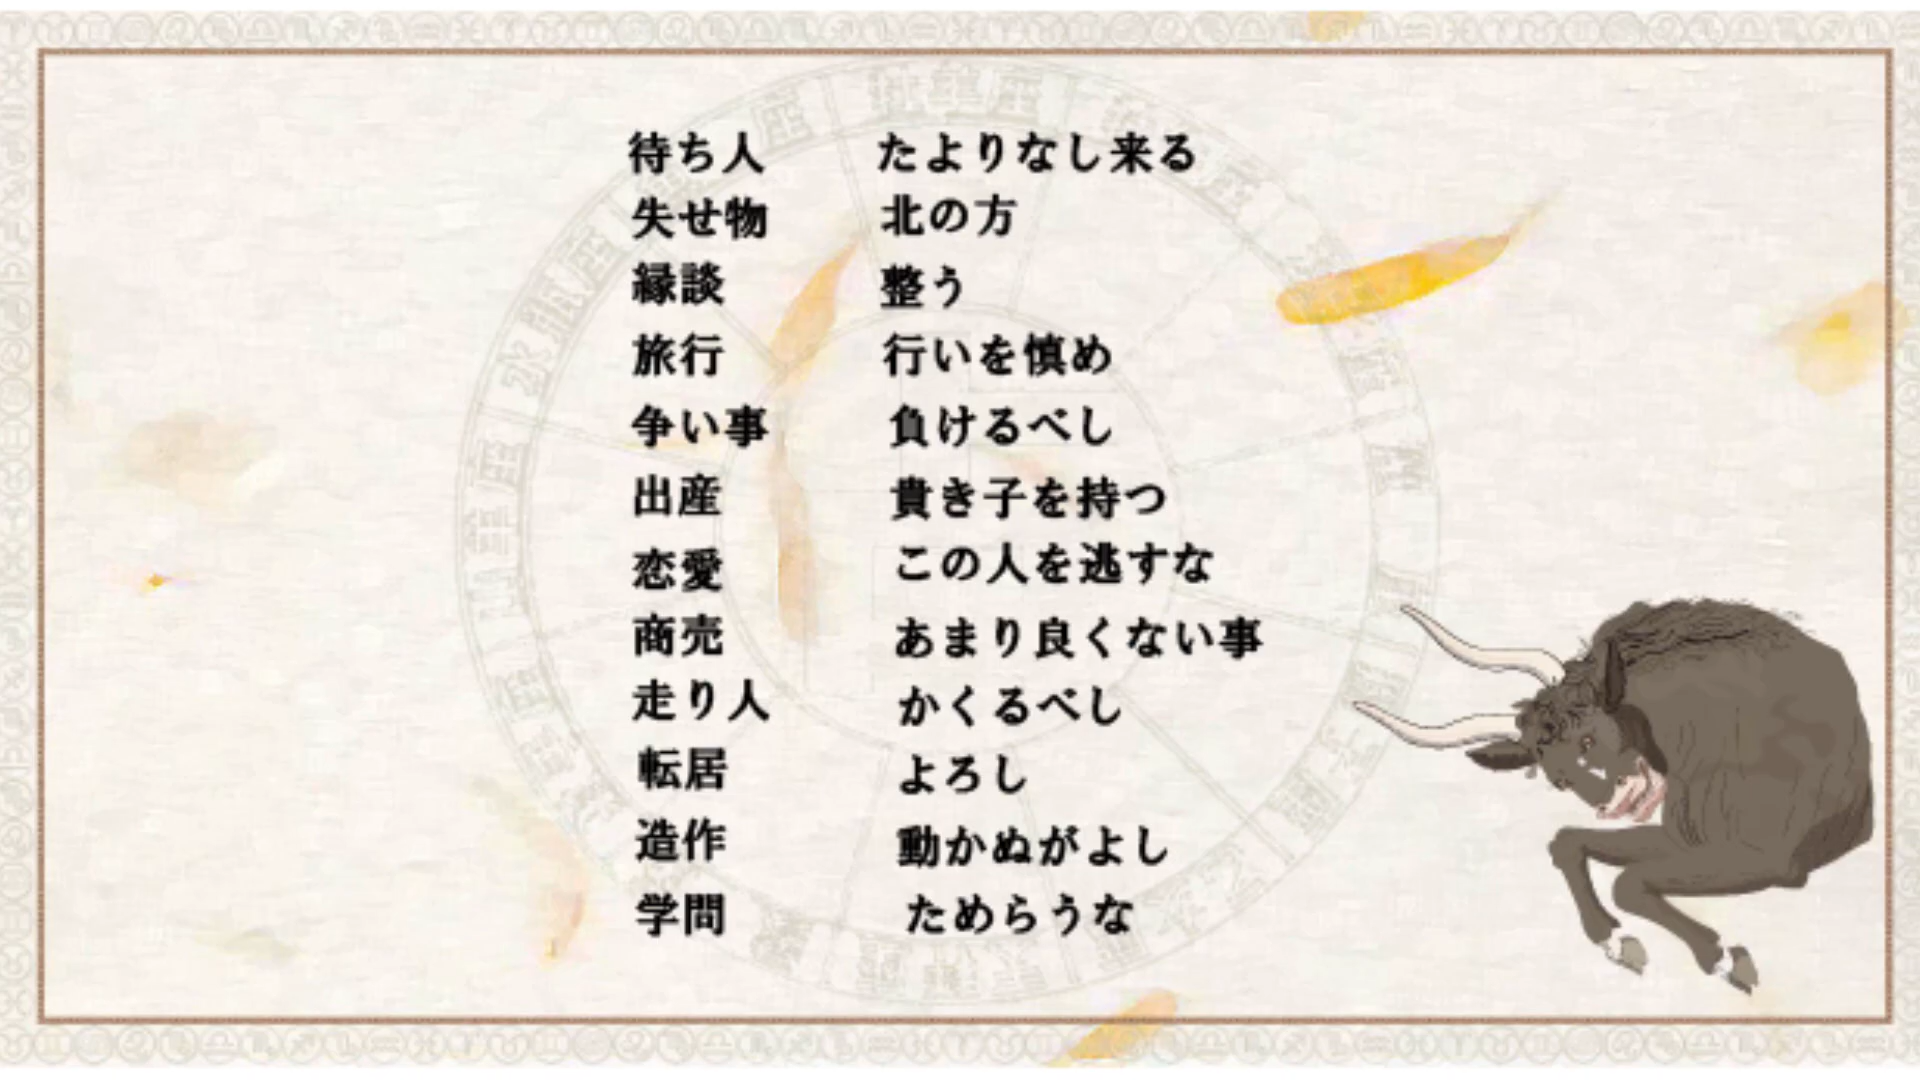 待ち人 たよりなし来る
失せ物 北の方
縁談 整う
旅行 行いを慎め
争い事 負けるべし
出産 貴き子を持つ
恋愛 この人を逃すな
商売 あまり良くない事
走り人 かくるべし
転居 よろし
造作 動かぬがよし
学問 ためらうな